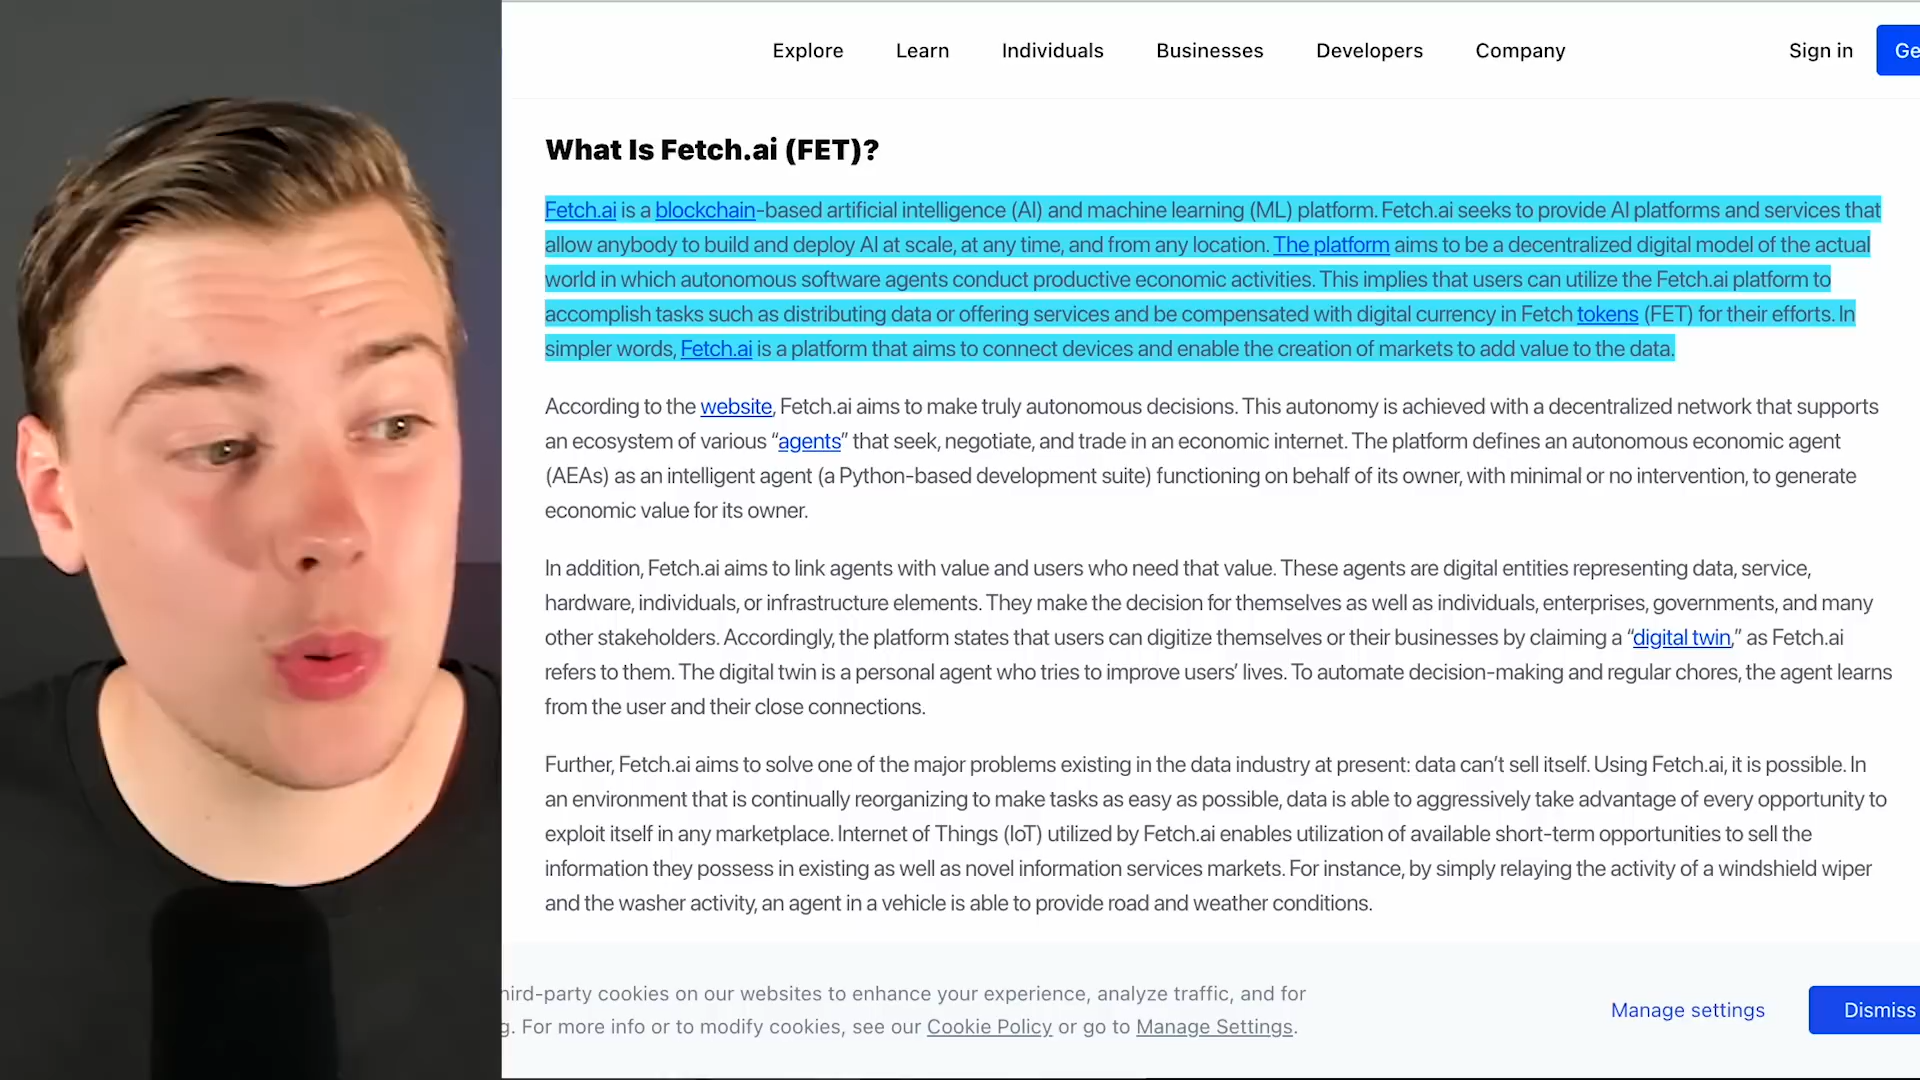 Explore Learn Individuals Businesses Developers Company Sign in Ge
What Is Fetch.ai (FET)?
Fetch.ai is a blockchain-based artificial intelligence (AI) and machine learning (ML) platform. Fetch.ai seeks to provide AI platforms and services that
allow anybody to build and deploy AI at scale, at any time, and from any location. The platform aims to be a decentralized digital model of the actual
world in which autonomous software agents conduct productive economic activities. This implies that users can utilize the Fetch.ai platform to
accomplish tasks such as distributing data or offering services and be compensated with digital currency in Fetch tokens (FET) for their efforts. In
simpler words, Fetch.ai is a platform that aims to connect devices and enable the creation of markets to add value to the data.
According to the website, Fetch.ai aims to make truly autonomous decisions. This autonomy is achieved with a decentralized network that supports
an ecosystem of various “agents” that seek, negotiate, and trade in an economic internet. The platform defines an autonomous economic agent
(AEAs) as an intelligent agent (a Python-based development suite) functioning on behalf of its owner, with minimal or no intervention, to generate
economic value for its owner.
In addition, Fetch.ai aims to link agents with value and users who need that value. These agents are digital entities representing data, service,
hardware, individuals, or infrastructure elements. They make the decision for themselves as well as individuals, enterprises, governments, and many
other stakeholders. Accordingly, the platform states that users can digitize themselves or their businesses by claiming a “digital twin,” as Fetch.ai
refers to them. The digital twin is a personal agent who tries to improve users’ lives. To automate decision-making and regular chores, the agent learns
from the user and their close connections.
Further, Fetch.ai aims to solve one of the major problems existing in the data industry at present: data can’t sell itself. Using Fetch.ai, it is possible. In
an environment that is continually reorganizing to make tasks as easy as possible, data is able to aggressively take advantage of every opportunity to
exploit itself in any marketplace. Internet of Things (IoT) utilized by Fetch.ai enables utilization of available short-term opportunities to sell the
information they possess in existing as well as novel information services markets. For instance, by simply relaying the activity of a windshield wiper
and the washer activity, an agent in a vehicle is able to provide road and weather conditions.
hird-party cookies on our websites to enhance your experience, analyze traffic, and for
g. For more info or to modify cookies, see our Cookie Policy or go to Manage Settings.
Manage settings Dismiss